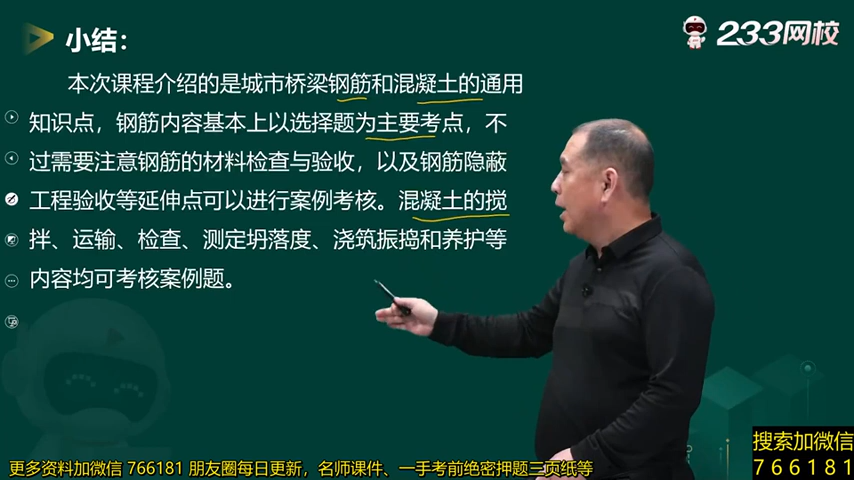 小结：
233网校
本次课程介绍的是城市桥梁钢筋和混凝土的通用
知识点，钢筋内容基本上以选择题为主要考点，不
过需要注意钢筋的材料检查与验收，以及钢筋隐蔽
工程验收等延伸点可以进行案例考核。混凝土的搅
拌、运输、检查、测定坍落度、浇筑振捣和养护等
内容均可考核案例题。
搜索加微信
766181
更多资料加微信 766181 朋友圈每日更新，名师课件、一手考前绝密押题三页纸等